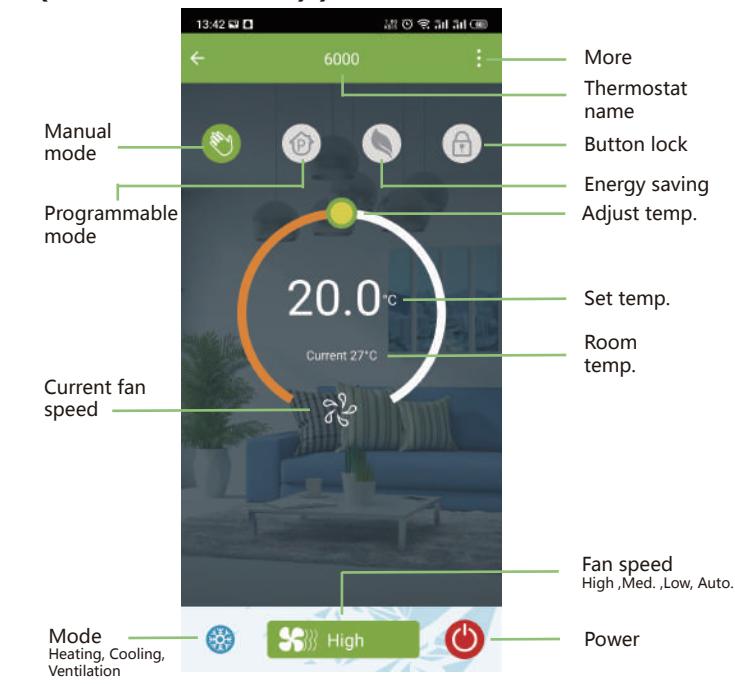 13:42
6000
More
Thermostat
name
Manual
mode
P
Button lock
Energy saving
Programmable
mode
Adjust temp.
20.0°C
Set temp.
Current 27°C
Room
temp.
Current fan
speed
Fan speed
High ,Med. ,Low, Auto.
Mode
Heating, Cooling,
Ventilation
High
Power